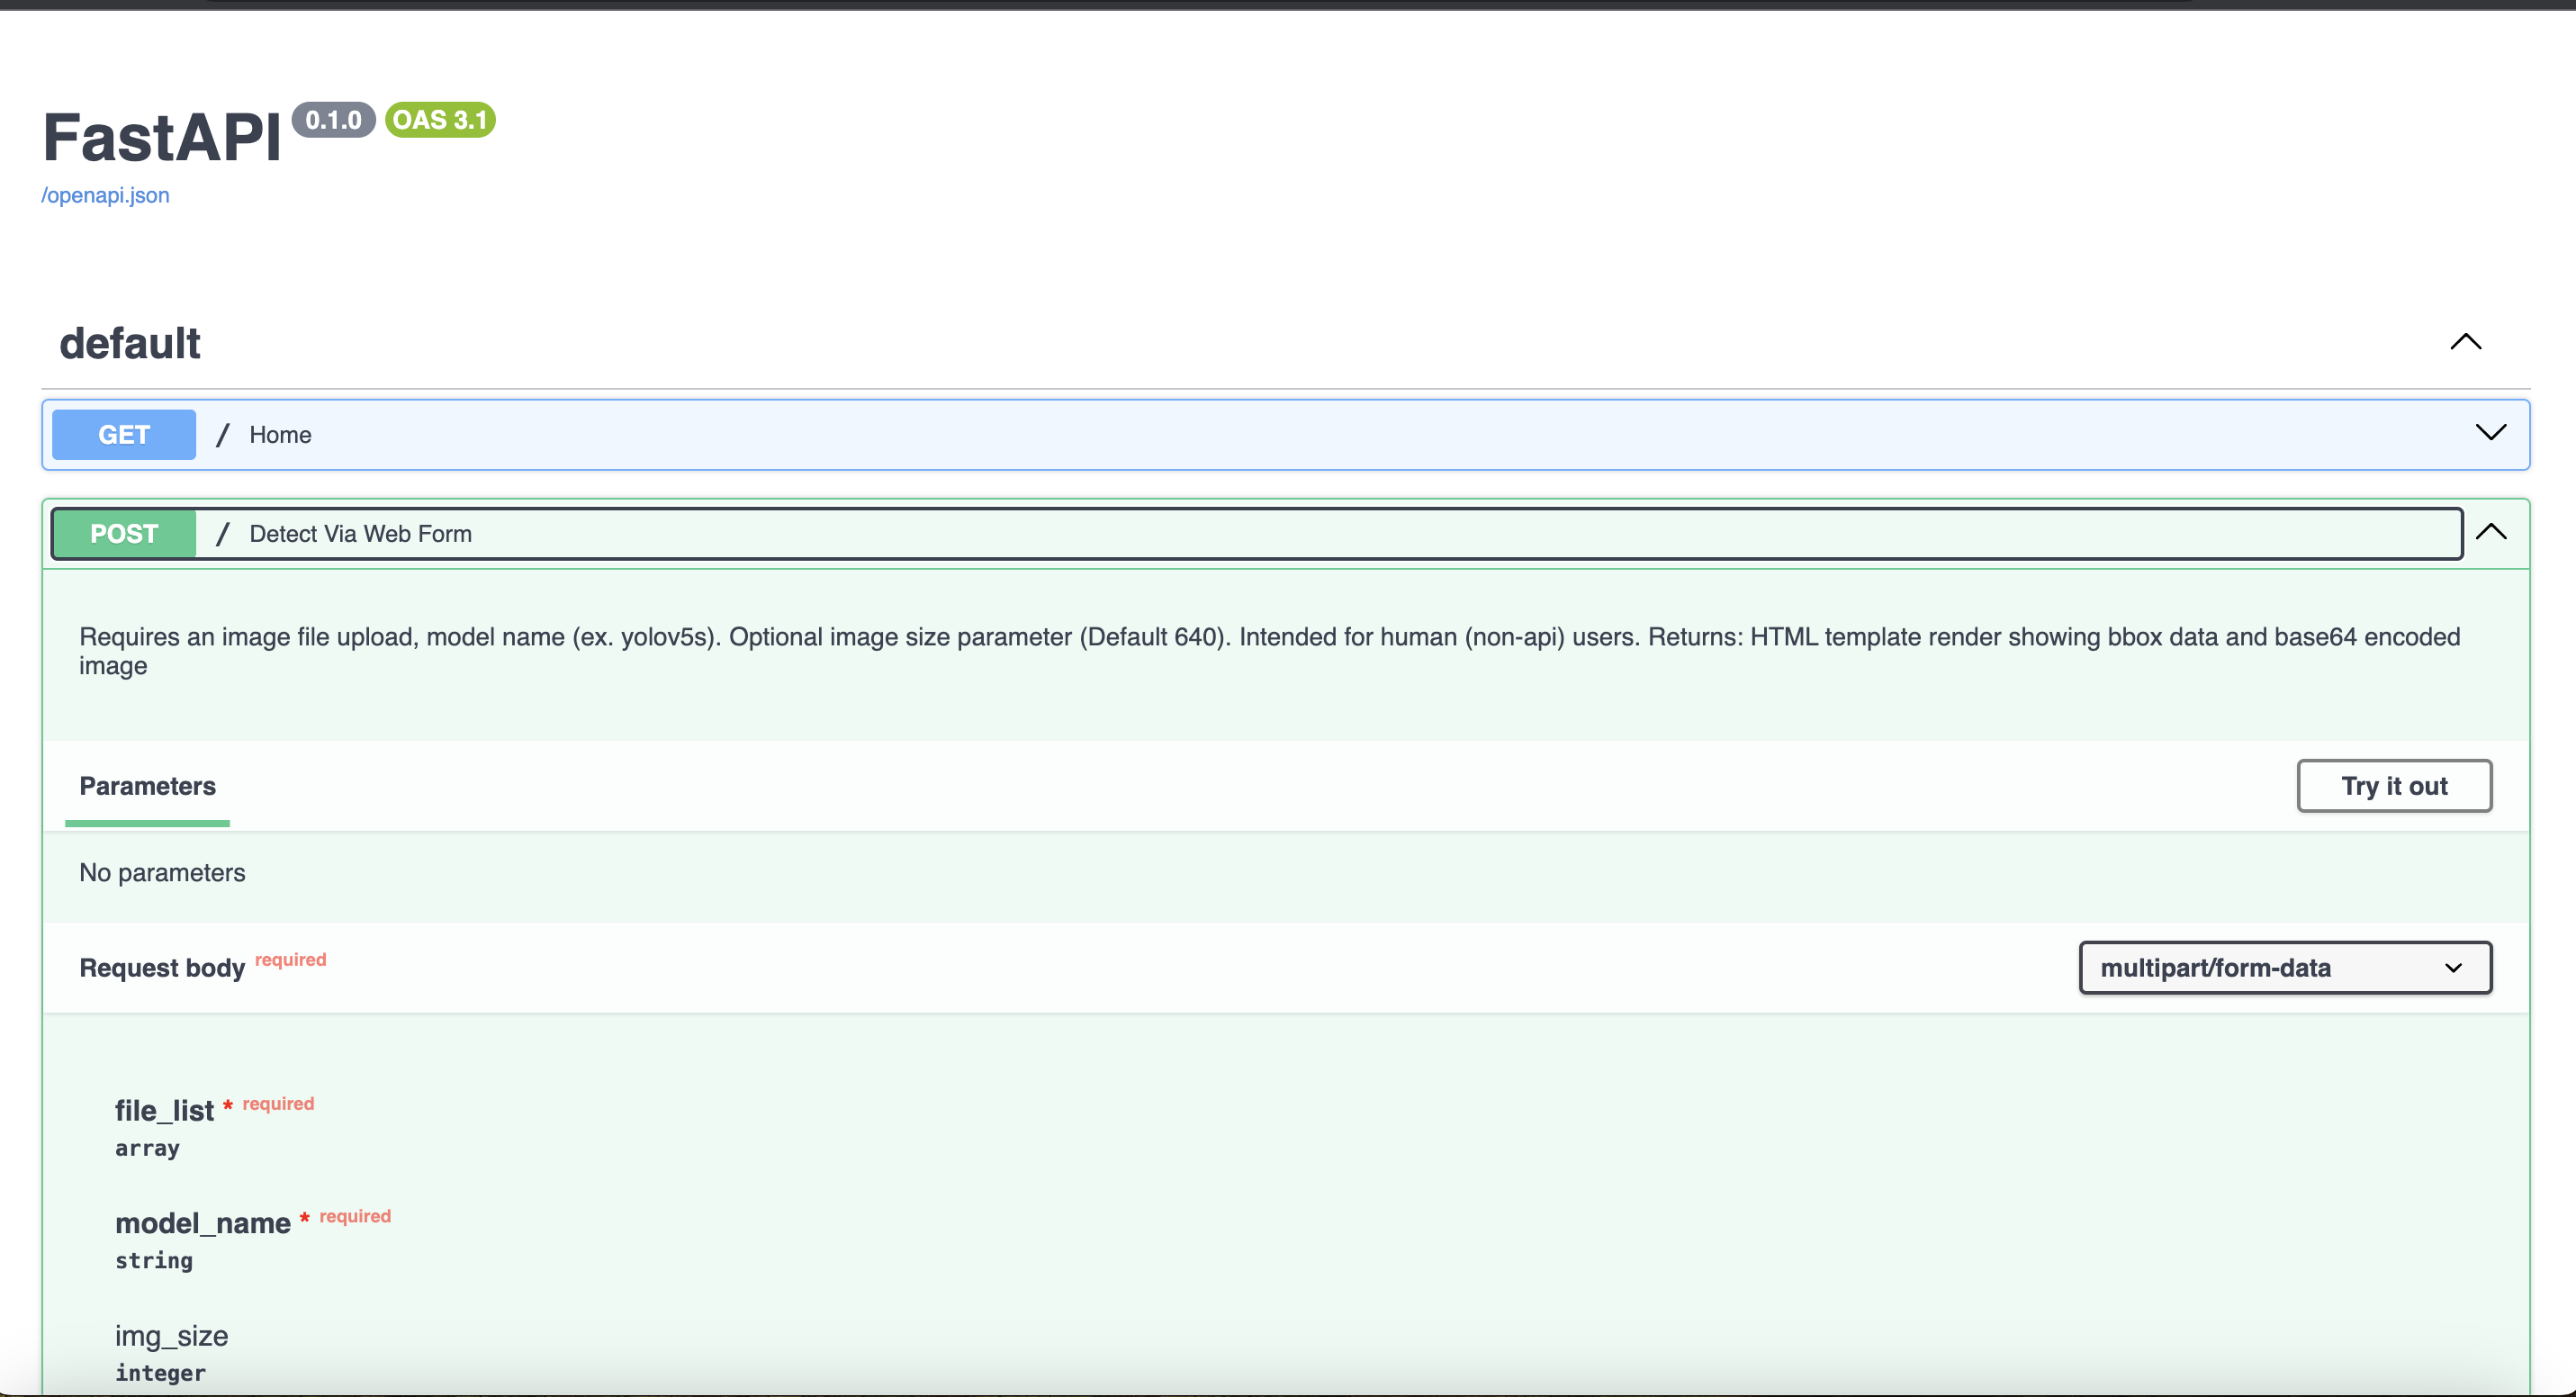 FastAPI 0.1.0 OAS 3.1
/openapi.json
default
GET / Home
POST / Detect Via Web Form
Requires an image file upload, model name (ex. yolov5s). Optional image size parameter (Default 640). Intended for human (non-api) users. Returns: HTML template render showing bbox data and base64 encoded
image
Parameters Try it out
No parameters
Request body required multipart/form-data
file_list * required
array
model_name * required
string
img_size
integer